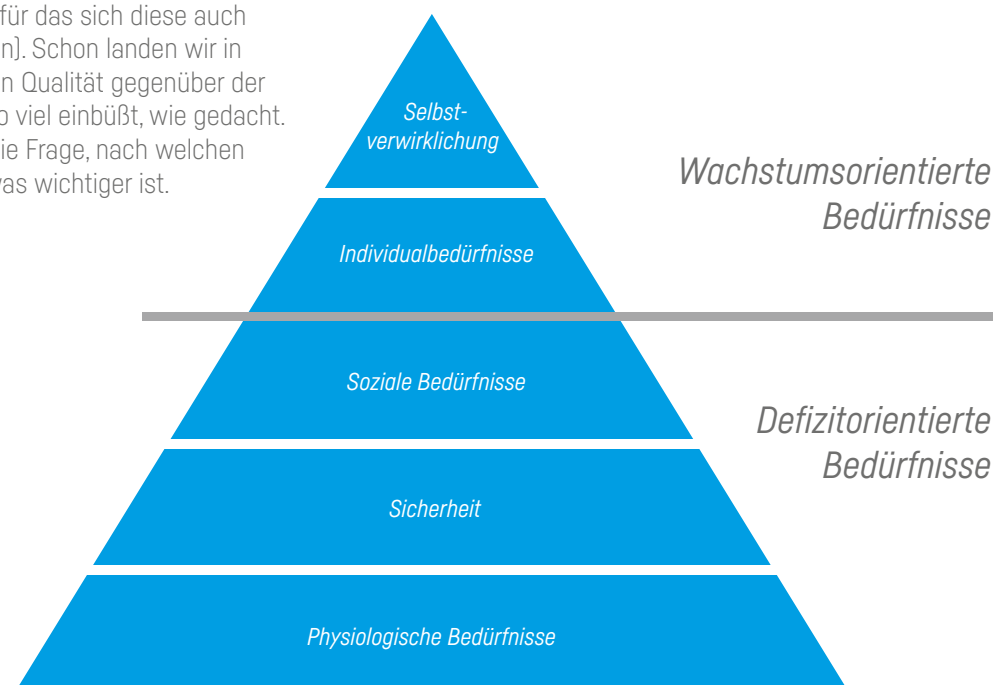 für das sich diese auch
n). Schon landen wir in
n Qualität gegenüber der
o viel einbüßt, wie gedacht.
ie Frage, nach welchen
vas wichtiger ist.
Selbst-
verwirklichung
Wachstumsorientierte
Bedürfnisse
Individualbedürfnisse
Soziale Bedürfnisse
Defizitorientierte
Bedürfnisse
Sicherheit
Physiologische Bedürfnisse